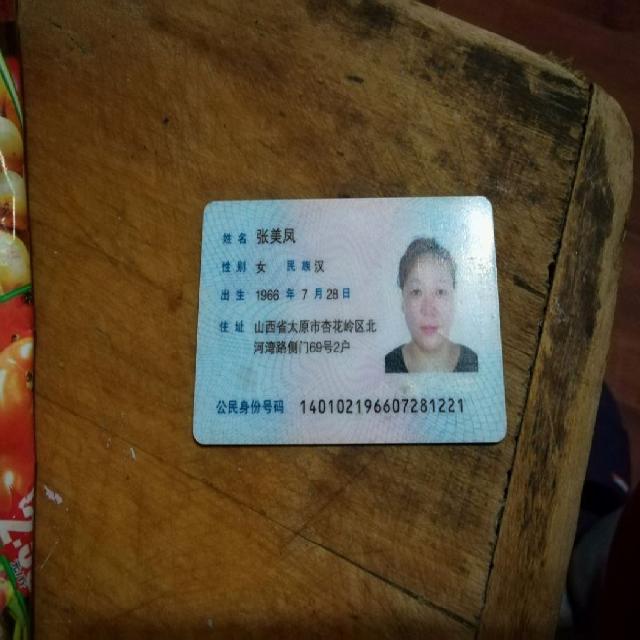 姓名 张美凤
性别 女 民族 汉
出生 1966 年 7 月 28 日
住址 山西省太原市杏花岭区北
河湾路侧门69号2户
公民身份号码 140102196607281221